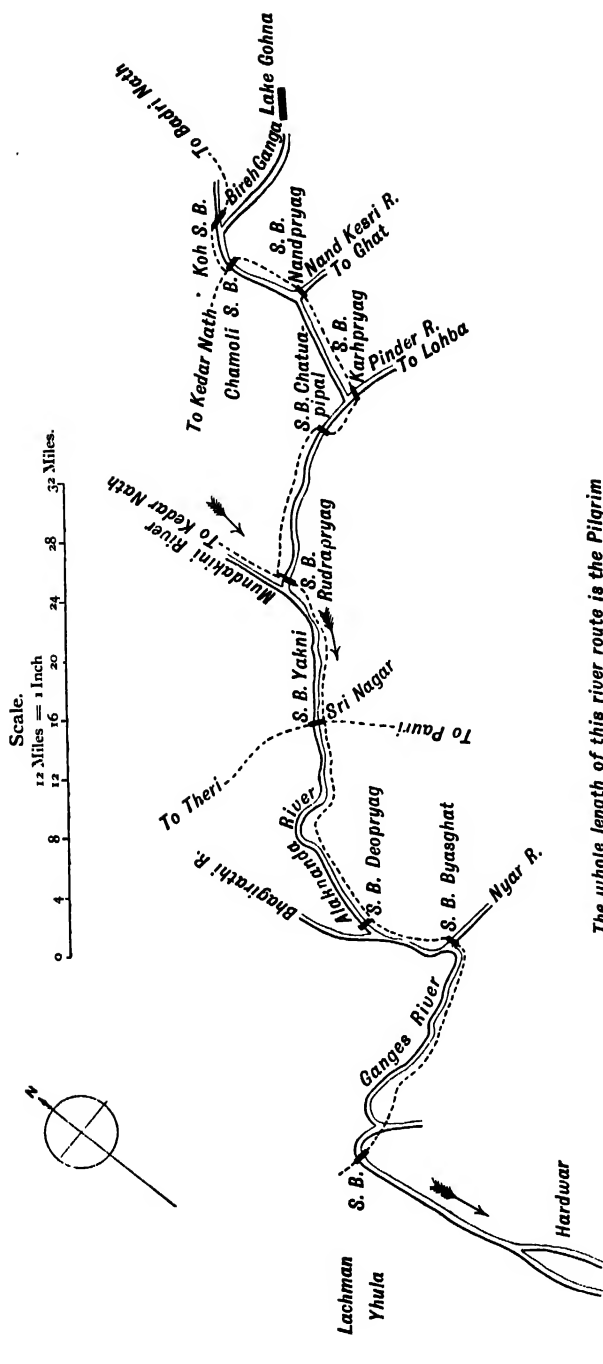 Scale.
12 Miles = 1 Inch
0 4 8 12 16 20 24 28 32 Miles.
N
To Badri Nath
Lake Gohna
Bireh Ganga
Koh S. B.
To Kedar Nath
Chamoli S. B.
S. B.
Nandpryag
Nand Kesri R.
To Ghat
S. B.
Karhpryag
Pinder R.
To Lohba
S. B. Chatua
pipal
To Kedar Nath
Mundakini River
S. B.
Rudrapryag
S. B. Yakni
Sri Nagar
To Pauri
To Theri
Alaknanda River
Bhagirathi R.
S. B. Deopryag
S. B. Byasghat
Nyar R.
Ganges River
S. B.
Lachman
Yhula
Hardwar
The whole length of this river route is the Pilgrim